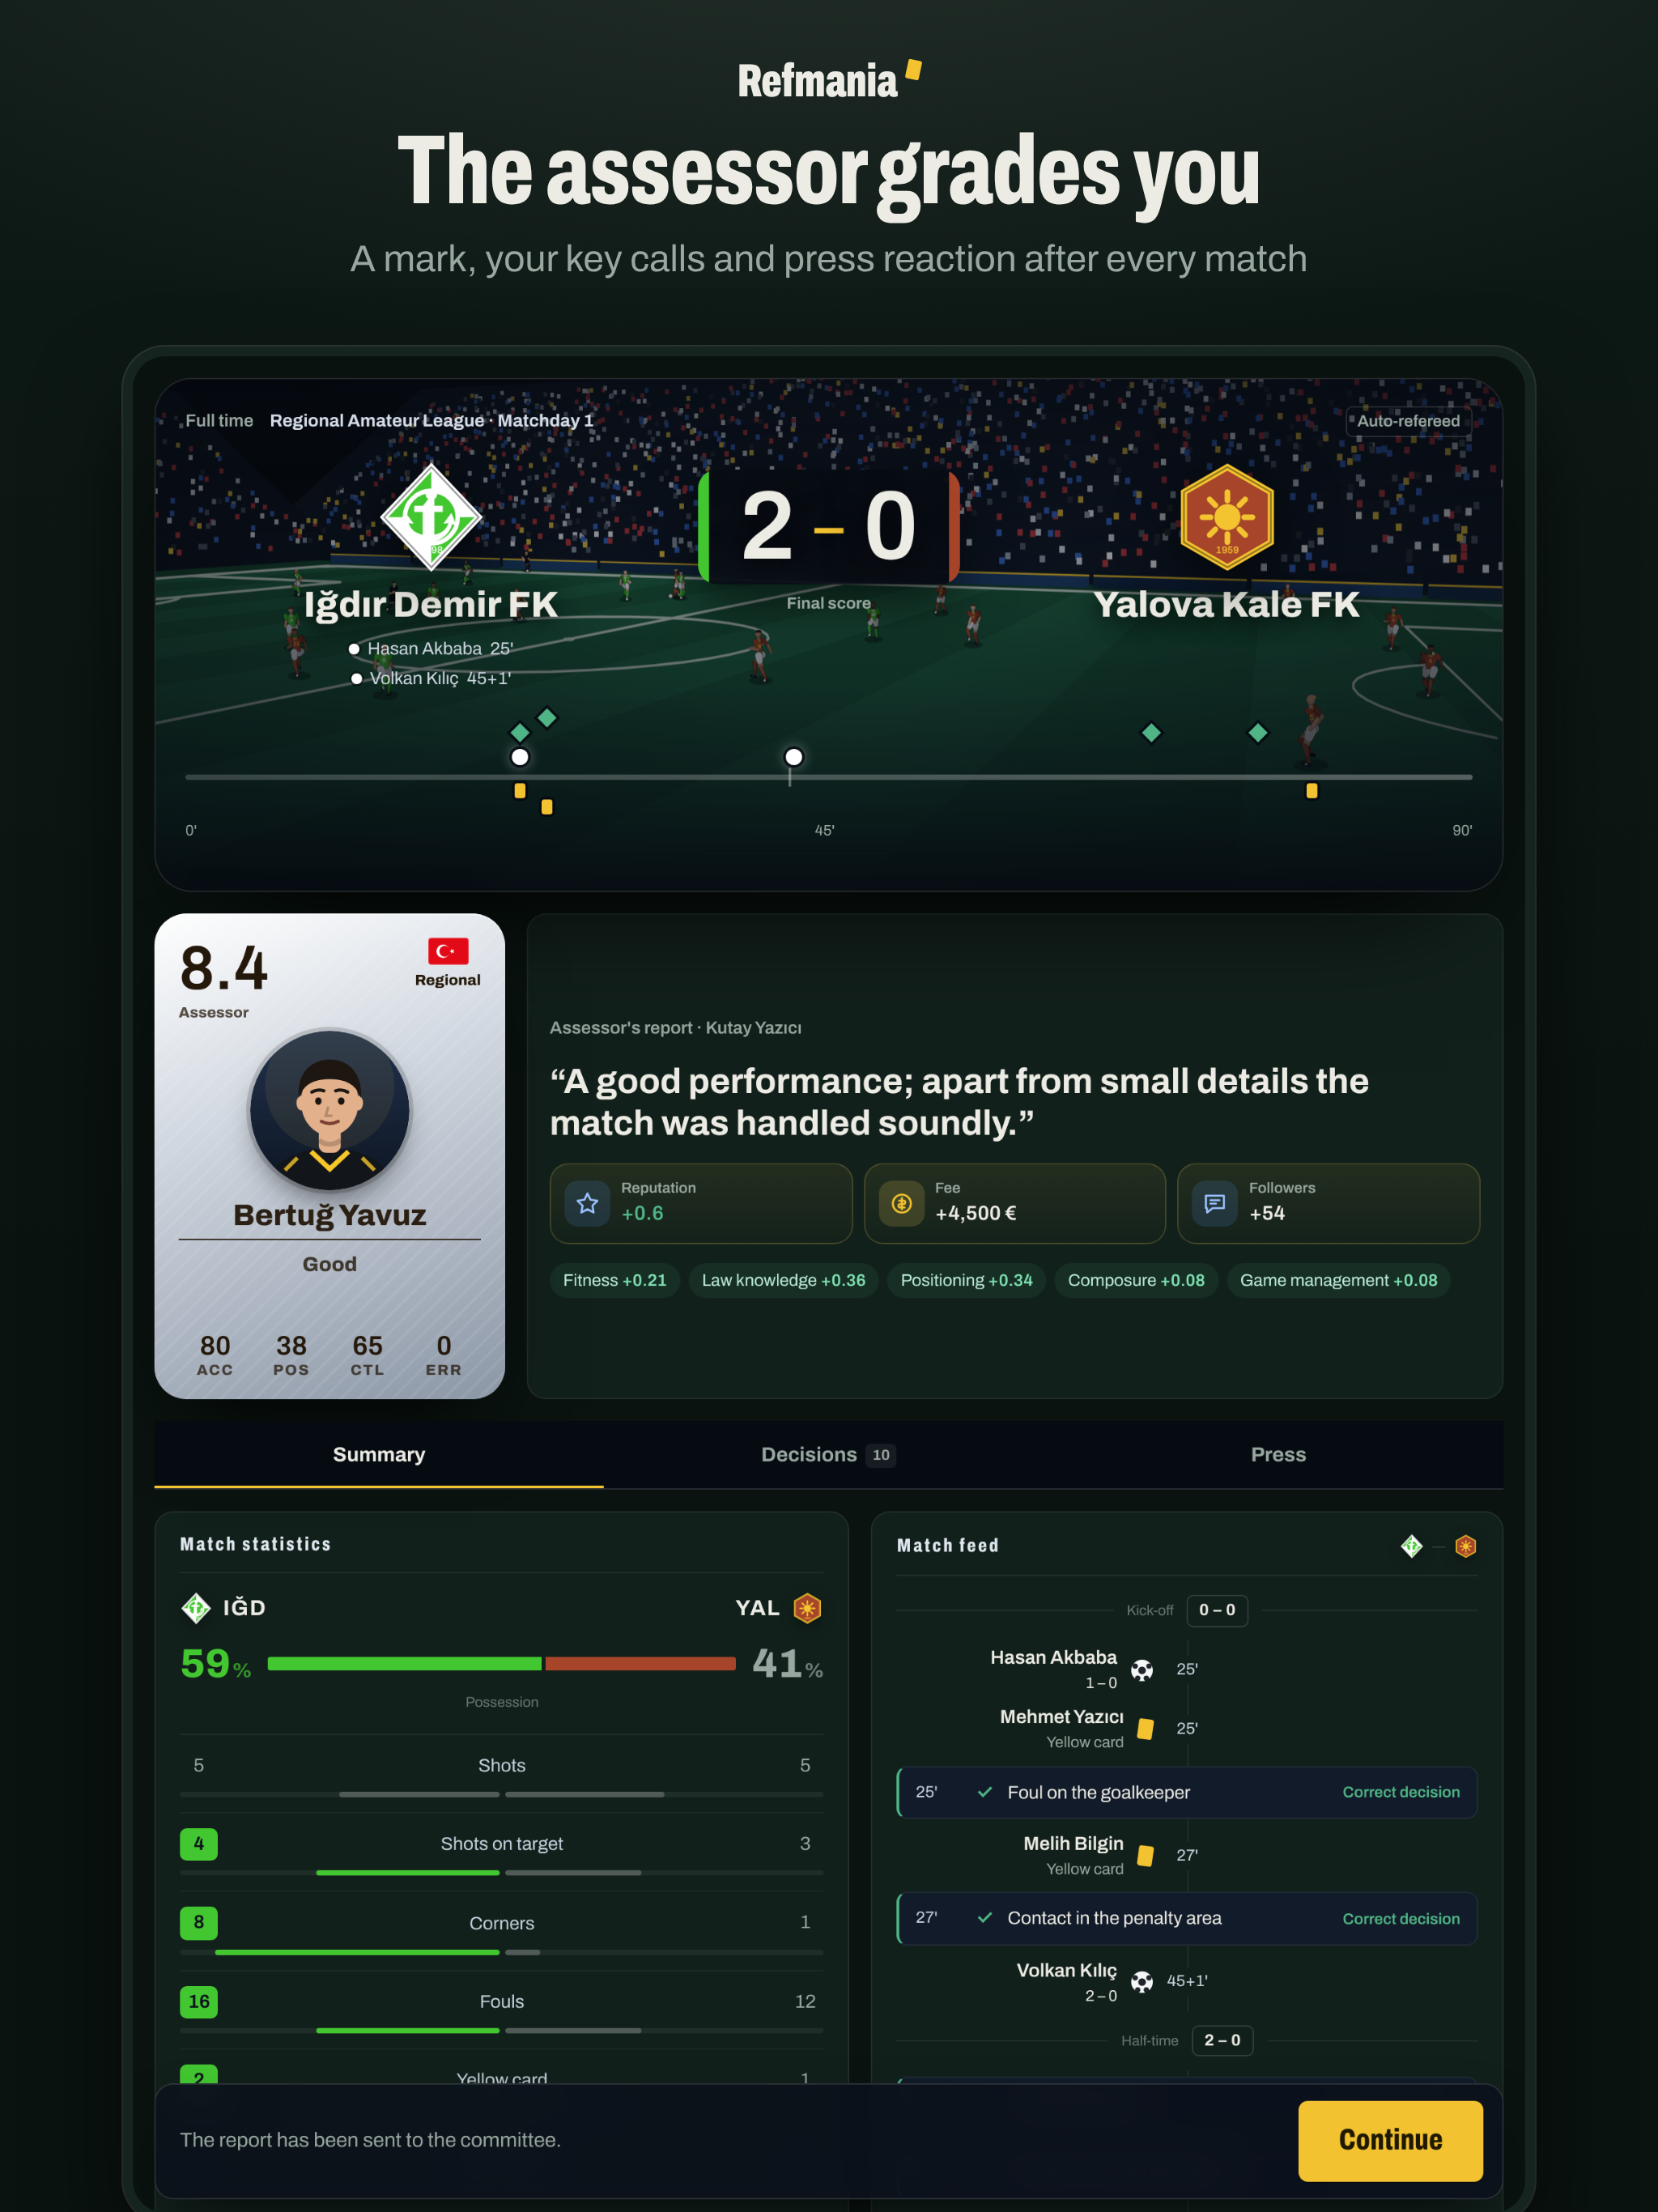 Refmania
The assessor grades you
A mark, your key calls and press reaction after every match
Full time Regional Amateur League · Matchday 1
Auto-refereed
98
2 – 0
1959
Iğdır Demir FK
Final score
Yalova Kale FK
Hasan Akbaba 25'
Volkan Kılıç 45+1'
0' 45' 90'
8.4
Assessor
Regional
Bertuğ Yavuz
Good
80 38 65 0
ACC POS CTL ERR
Assessor's report · Kutay Yazıcı
“A good performance; apart from small details the
match was handled soundly.”
Reputation
+0.6
Fee
+4,500 €
Followers
+54
Fitness +0.21 Law knowledge +0.36 Positioning +0.34 Composure +0.08 Game management +0.08
Summary Decisions 10 Press
Match statistics
IĞD YAL
59% 41%
Possession
5 Shots 5
4 Shots on target 3
8 Corners 1
16 Fouls 12
2 Yellow card 1
Match feed
Kick-off 0 – 0
Hasan Akbaba
1 – 0
25'
Mehmet Yazıcı
Yellow card
25'
25' Foul on the goalkeeper Correct decision
Melih Bilgin
Yellow card
27'
27' Contact in the penalty area Correct decision
Volkan Kılıç
2 – 0
45+1'
Half-time 2 – 0
The report has been sent to the committee.
Continue